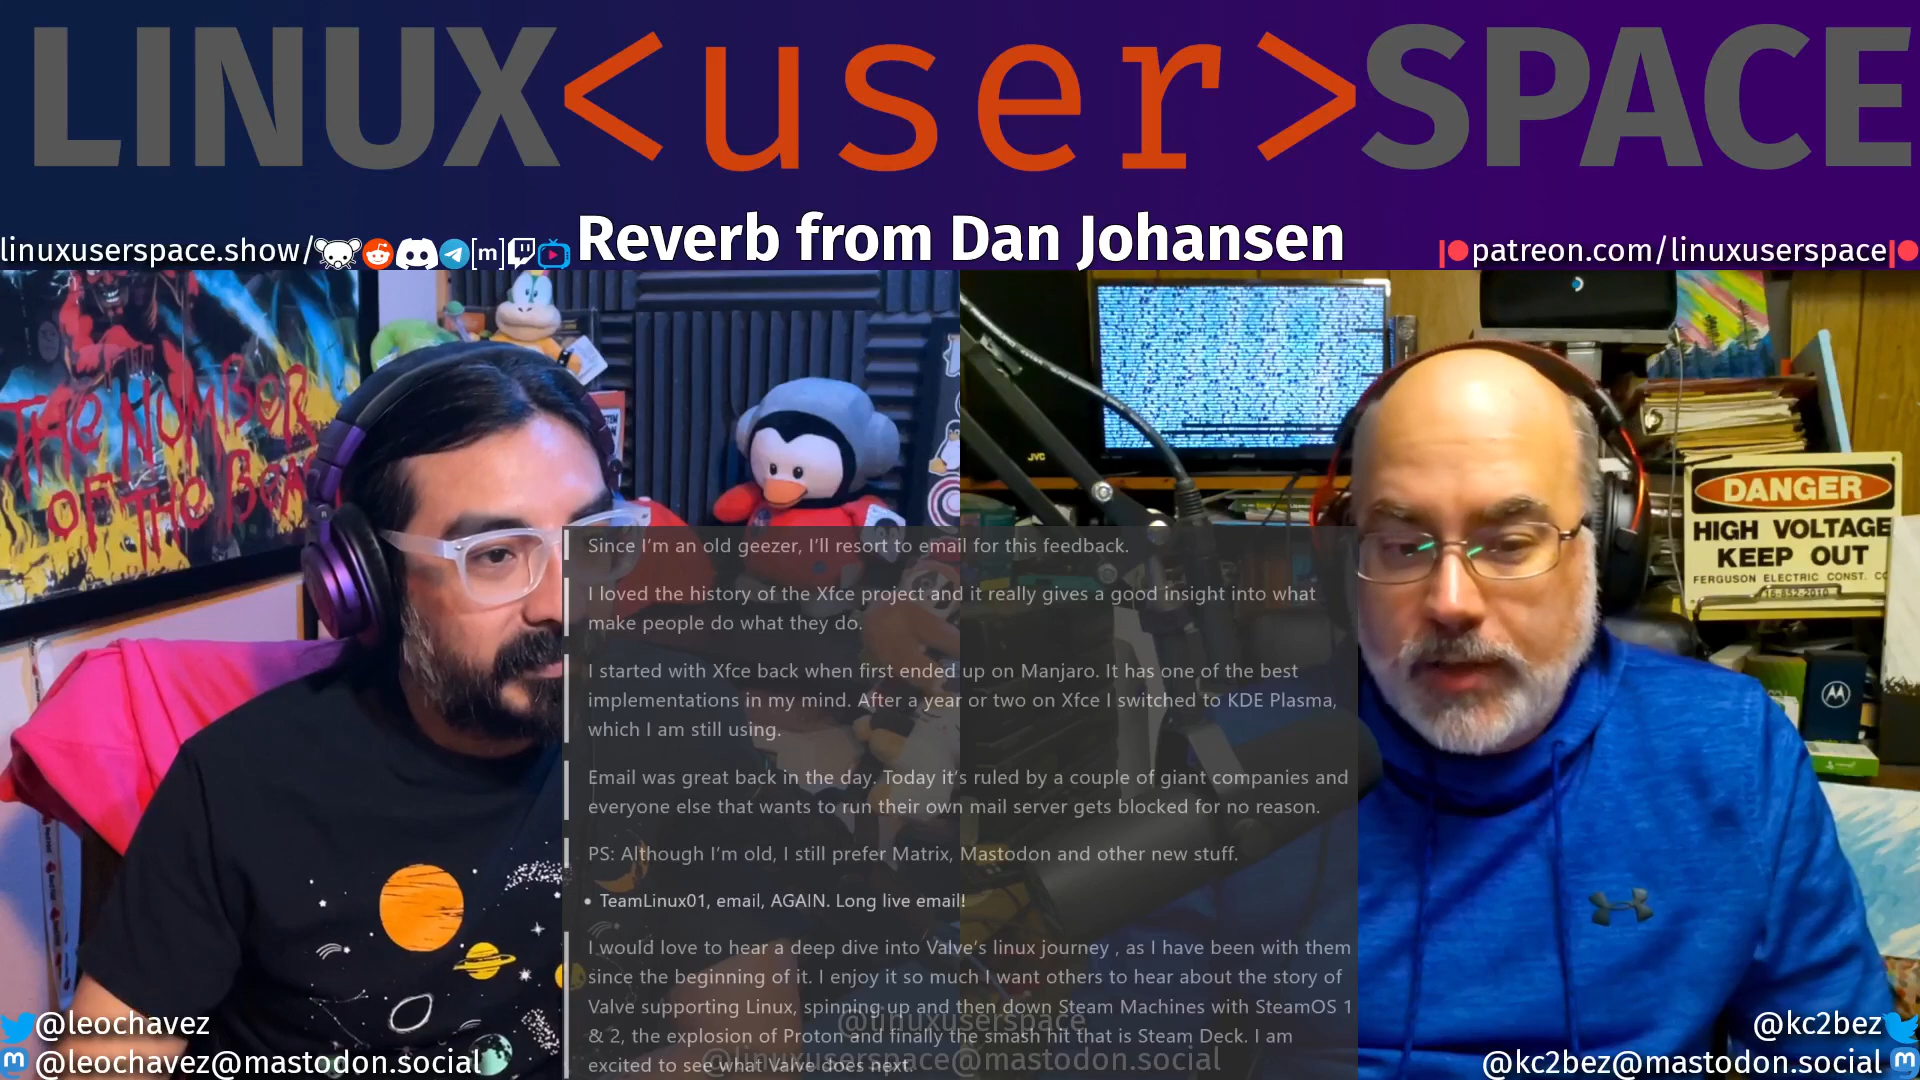 LINUX<user>SPACE
linuxuserspace.show/
[m]
Reverb from Dan Johansen
patreon.com/linuxuserspace
THE NUMBER
OF THE BEA
JVC
DANGER
HIGH VOLTAGE
KEEP OUT
FERGUSON ELECTRIC CONST. CO
16-852-2010
Since I'm an old geezer, I'll resort to email for this feedback.
I loved the history of the Xfce project and it really gives a good insight into what
make people do what they do.
I started with Xfce back when first ended up on Manjaro. It has one of the best
implementations in my mind. After a year or two on Xfce I switched to KDE Plasma,
which I am still using.
Email was great back in the day. Today it's ruled by a couple of giant companies and
everyone else that wants to run their own mail server gets blocked for no reason.
PS: Although I'm old, I still prefer Matrix, Mastodon and other new stuff.
• TeamLinux01, email, AGAIN. Long live email!
I would love to hear a deep dive into Valve's linux journey , as I have been with them
since the beginning of it. I enjoy it so much I want others to hear about the story of
Valve supporting Linux, spinning up and then down Steam Machines with SteamOS 1
& 2, the explosion of Proton and finally the smash hit that is Steam Deck. I am
excited to see what Valve does next.
@linuxuserspace
@linuxuserspace@mastodon.social
@leochavez
@leochavez@mastodon.social
@kc2bez
@kc2bez@mastodon.social